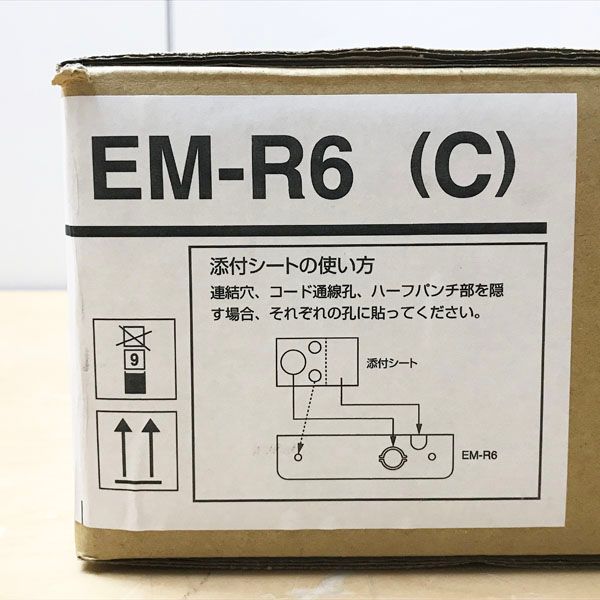 EM-R6 (C)
添付シートの使い方
連結穴、コード通線孔、ハーフパンチ部を隠
す場合、それぞれの孔に貼ってください。
添付シート
9
EM-R6